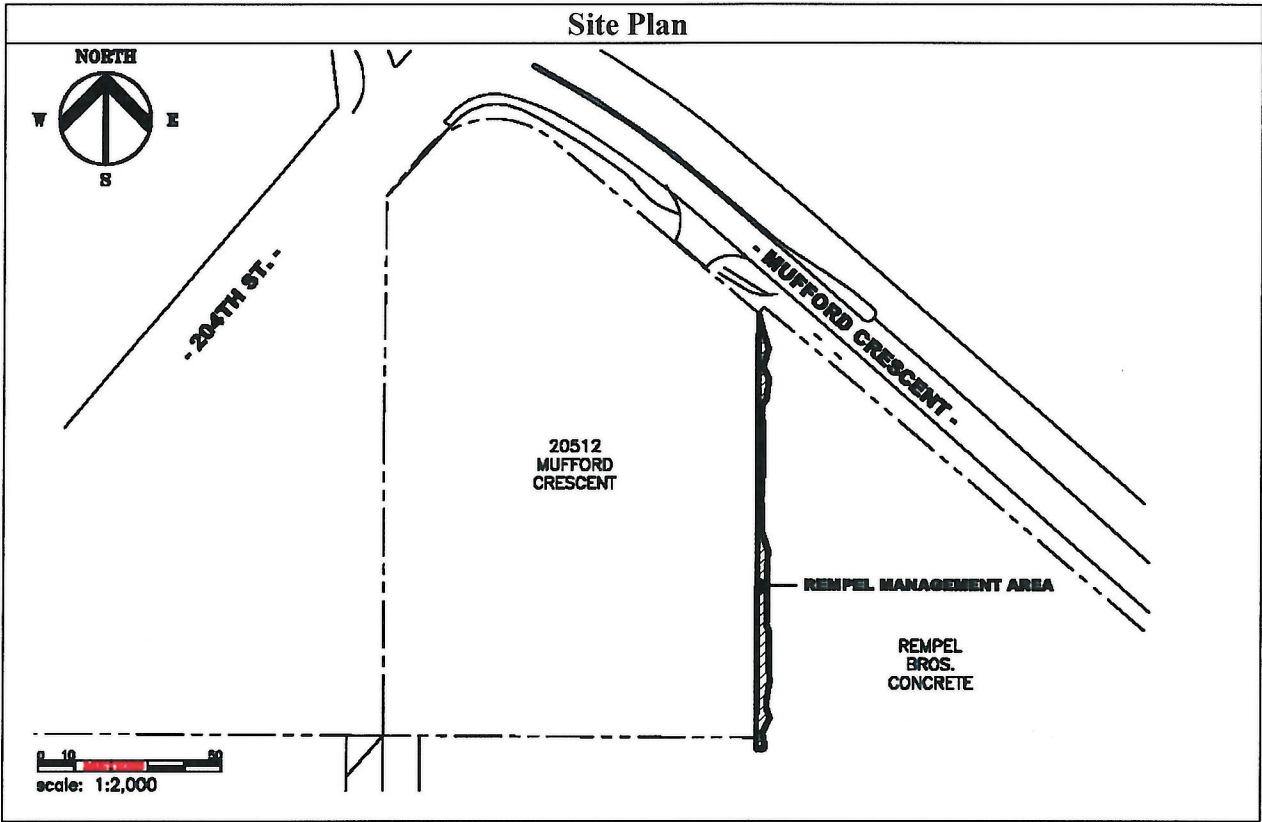 Site Plan
NORTH
W
E
S
- 204TH ST. -
- MUFFORD CRESCENT -
20512
MUFFORD
CRESCENT
REMPEL MANAGEMENT AREA
REMPEL
BROS.
CONCRETE
0 10 50
scale: 1:2,000